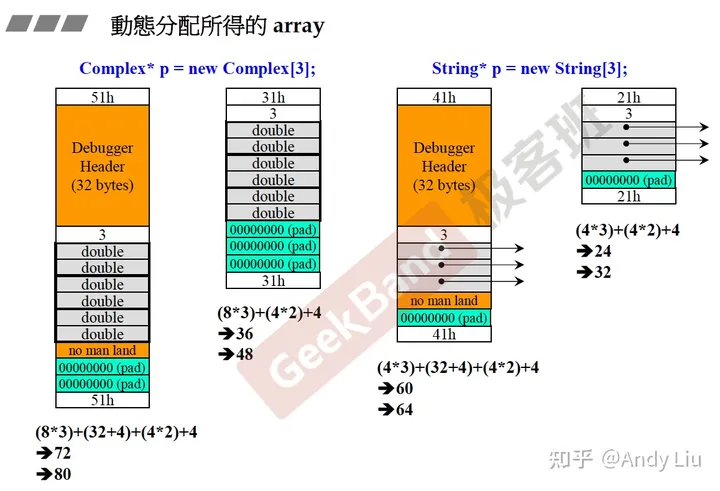 動態分配所得的 array
Complex* p = new Complex[3];
51h
Debugger
Header
(32 bytes)
3
double
double
double
double
double
double
no man land
00000000 (pad)
00000000 (pad)
51h
(8*3)+(32+4)+(4*2)+4
➔72
➔80
31h
3
double
double
double
double
double
double
00000000 (pad)
00000000 (pad)
00000000 (pad)
31h
(8*3)+(4*2)+4
➔36
➔48
String* p = new String[3];
41h
Debugger
Header
(32 bytes)
3
no man land
00000000 (pad)
41h
(4*3)+(32+4)+(4*2)+4
➔60
➔64
21h
3
00000000 (pad)
21h
(4*3)+(4*2)+4
➔24
➔32
GeekBand 极客班
知乎 @Andy Liu